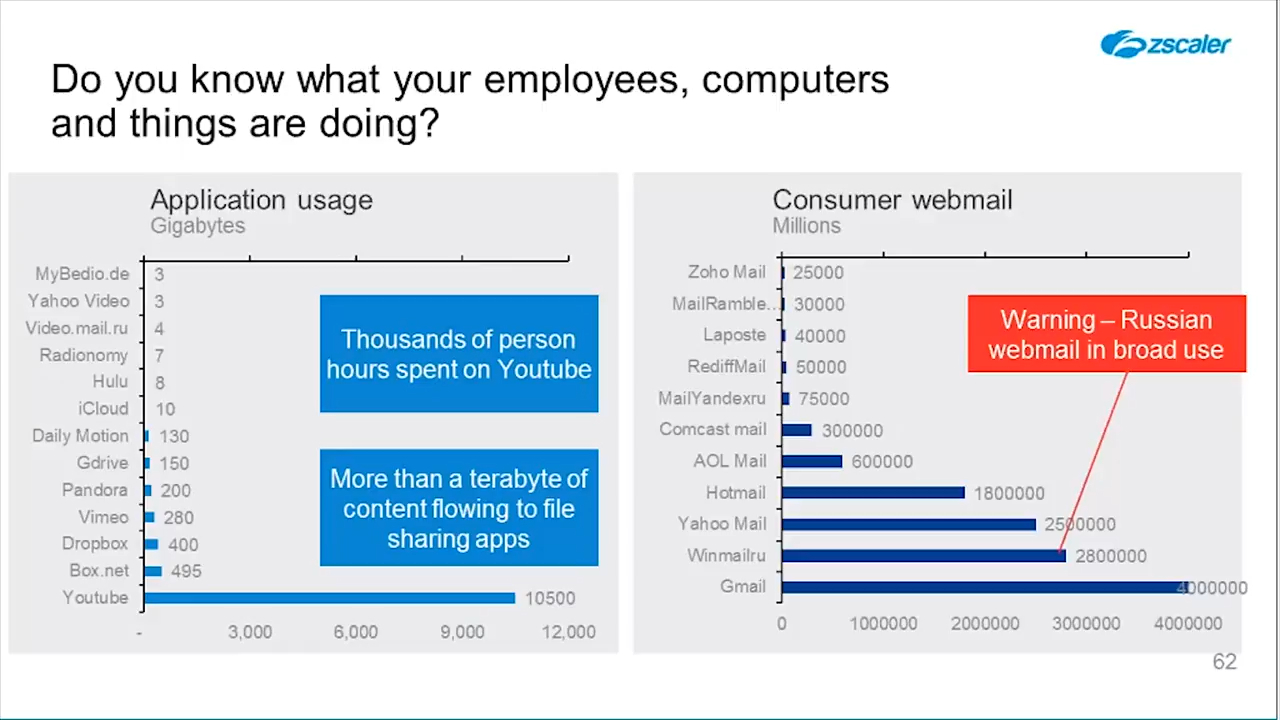 zscaler
Do you know what your employees, computers
and things are doing?
Application usage
Gigabytes
MyBedio.de 3
Yahoo Video 3
Video.mail.ru 4
Radionomy 7
Hulu 8
iCloud 10
Daily Motion 130
Gdrive 150
Pandora 200
Vimeo 280
Dropbox 400
Box.net 495
Youtube 10500
- 3,000 6,000 9,000 12,000
Thousands of person
hours spent on Youtube
More than a terabyte of
content flowing to file
sharing apps
Consumer webmail
Millions
Zoho Mail 25000
MailRamble... 30000
Laposte 40000
RediffMail 50000
MailYandexru 75000
Comcast mail 300000
AOL Mail 600000
Hotmail 1800000
Yahoo Mail 2500000
Winmailru 2800000
Gmail 4000000
0 1000000 2000000 3000000 4000000
Warning – Russian
webmail in broad use
62